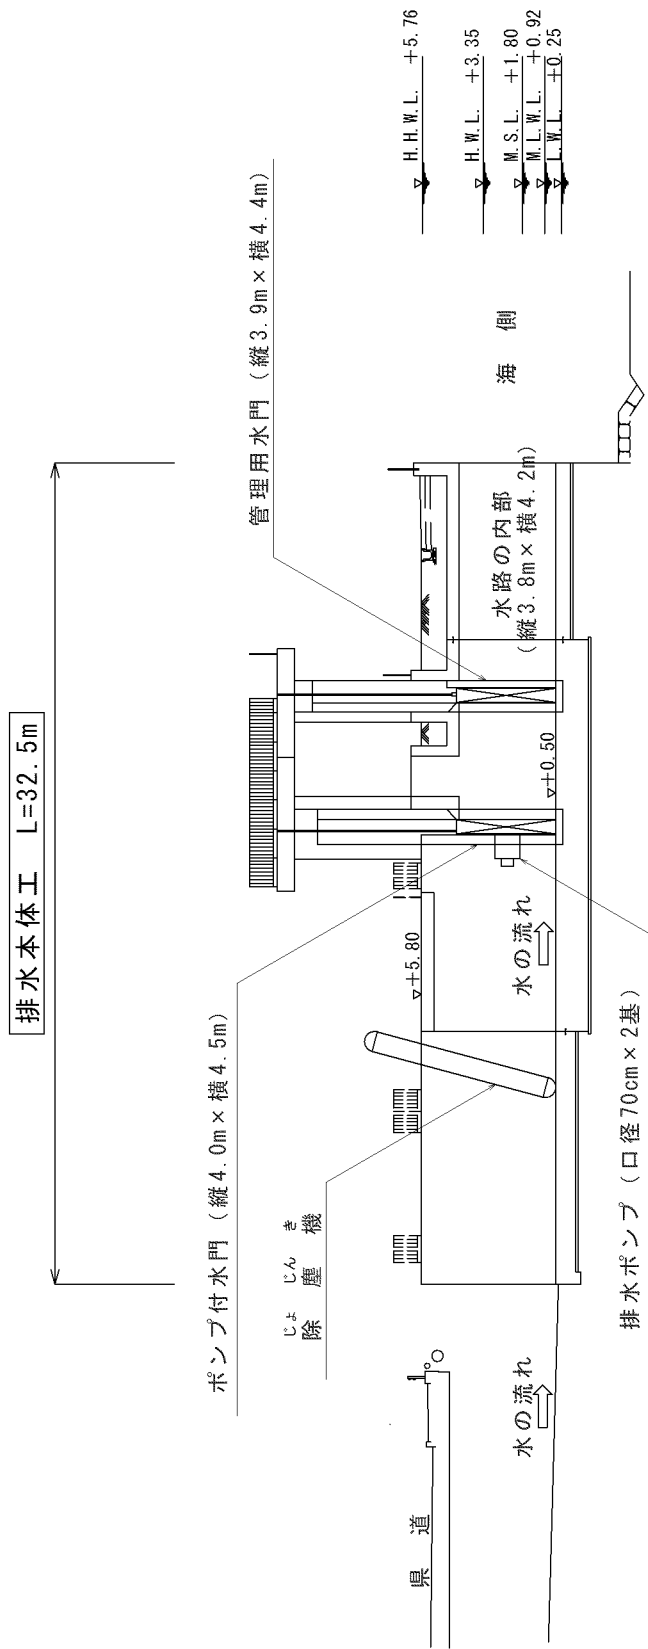 排水本体工 L=32.5m
ポンプ付水門(縦4.0m×横4.5m)
管理用水門(縦3.9m×横4.4m)
じょ じん き
除塵機
H.H.W.L. +5.76
H.W.L. +3.35
M.S.L. +1.80
M.L.W.L. +0.92
L.W.L. +0.25
県道
▽+5.80
▽+0.50
水路の内部
(縦3.8m×横4.2m)
海側
水の流れ
水の流れ
排水ポンプ(口径70cm×2基)